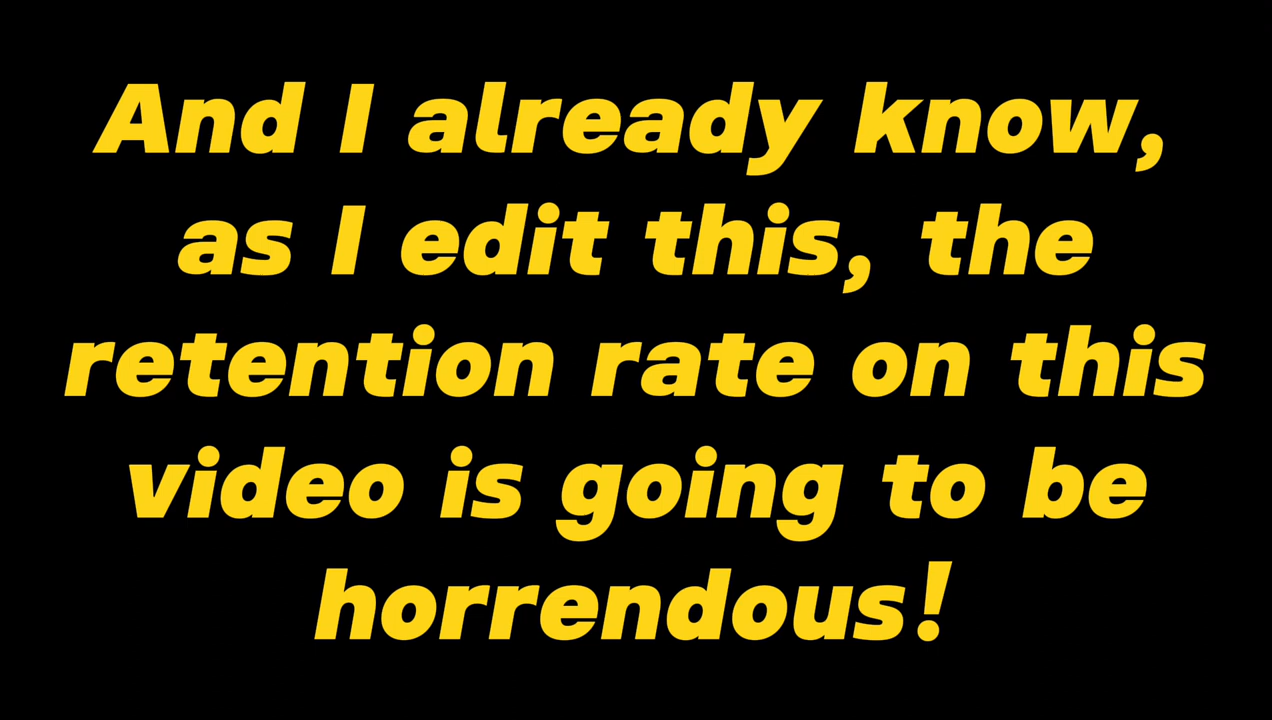 And I already know,
as I edit this, the
retention rate on this
video is going to be
horrendous!